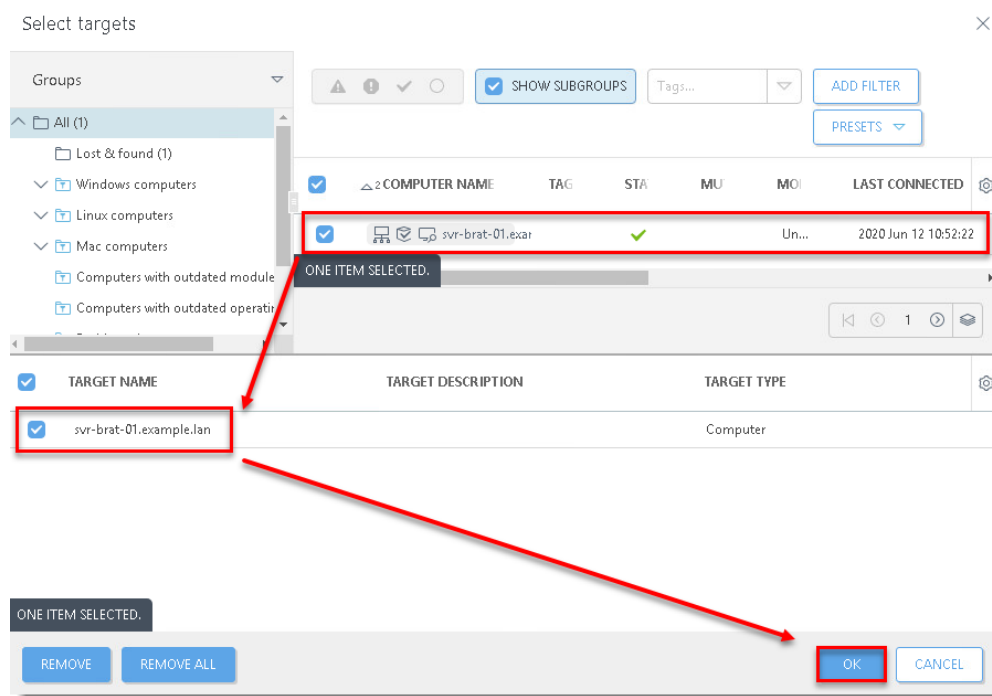 Select targets
Groups
SHOW SUBGROUPS
Tags...
ADD FILTER
PRESETS
All (1)
Lost & found (1)
Windows computers
Linux computers
Mac computers
Computers with outdated module
Computers with outdated operatin
2 COMPUTER NAME TAG STA MU MO LAST CONNECTED
svr-brat-01.exar Un... 2020 Jun 12 10:52:22
ONE ITEM SELECTED.
1
TARGET NAME TARGET DESCRIPTION TARGET TYPE
svr-brat-01.example.lan Computer
ONE ITEM SELECTED.
REMOVE REMOVE ALL OK CANCEL